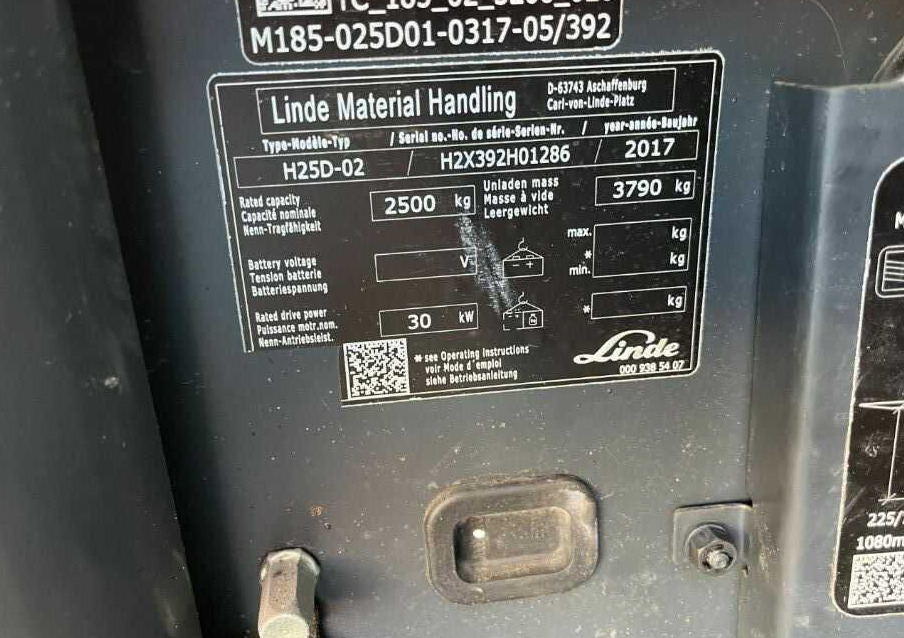 M185-025D01-0317-05/392
Linde Material Handling
D-63743 Aschaffenburg
Carl-von-Linde-Platz
Type-Modèle-Typ / Serial no.-No. de série-Serien-Nr. / year-année-Baujahr
H25D-02 / H2X392H01286 / 2017
Rated capacity
Capacité nominale
Nenn-Tragfähigkeit
2500 kg
Unladen mass
Masse à vide
Leergewicht
3790 kg
Battery voltage
Tension batterie
Batteriespannung
V
- +
max. kg
*
min. kg
Rated drive power
Puissance motr.nom.
Nenn-Antriebsleist.
30 kW
* kg
* see Operating Instructions
voir Mode d'emploi
siehe Betriebsanleitung
Linde
000 938 54 07
M
225/
1080m